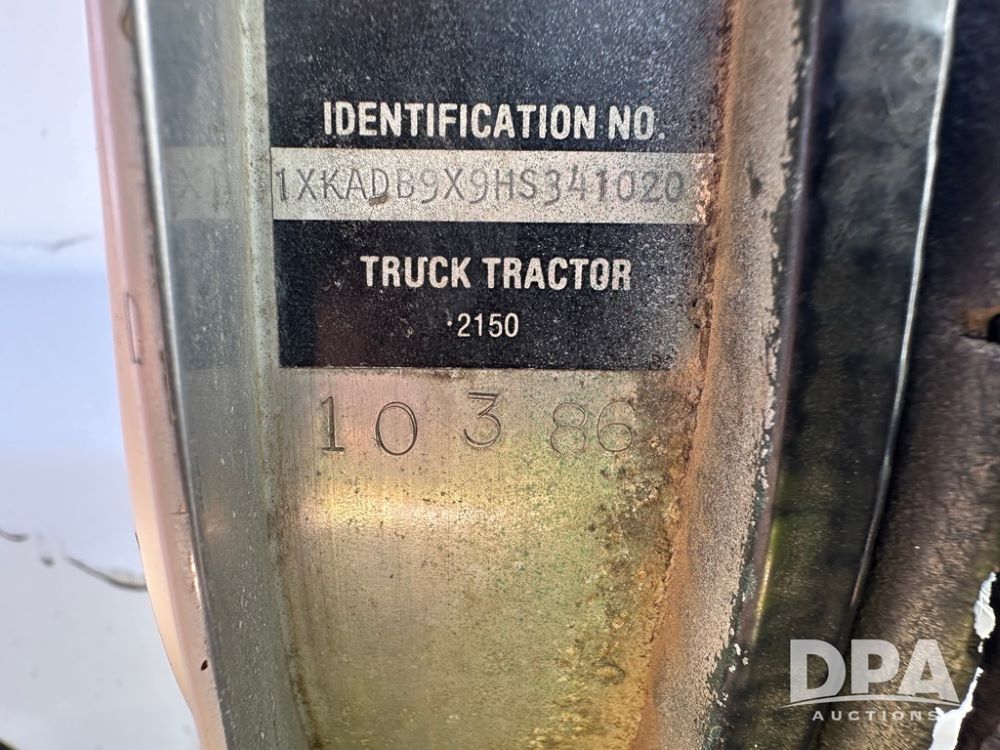 IDENTIFICATION NO.
1XKADB9X9HS341020
TRUCK TRACTOR
·2150
10 3 86
DPA
AUCTIONS